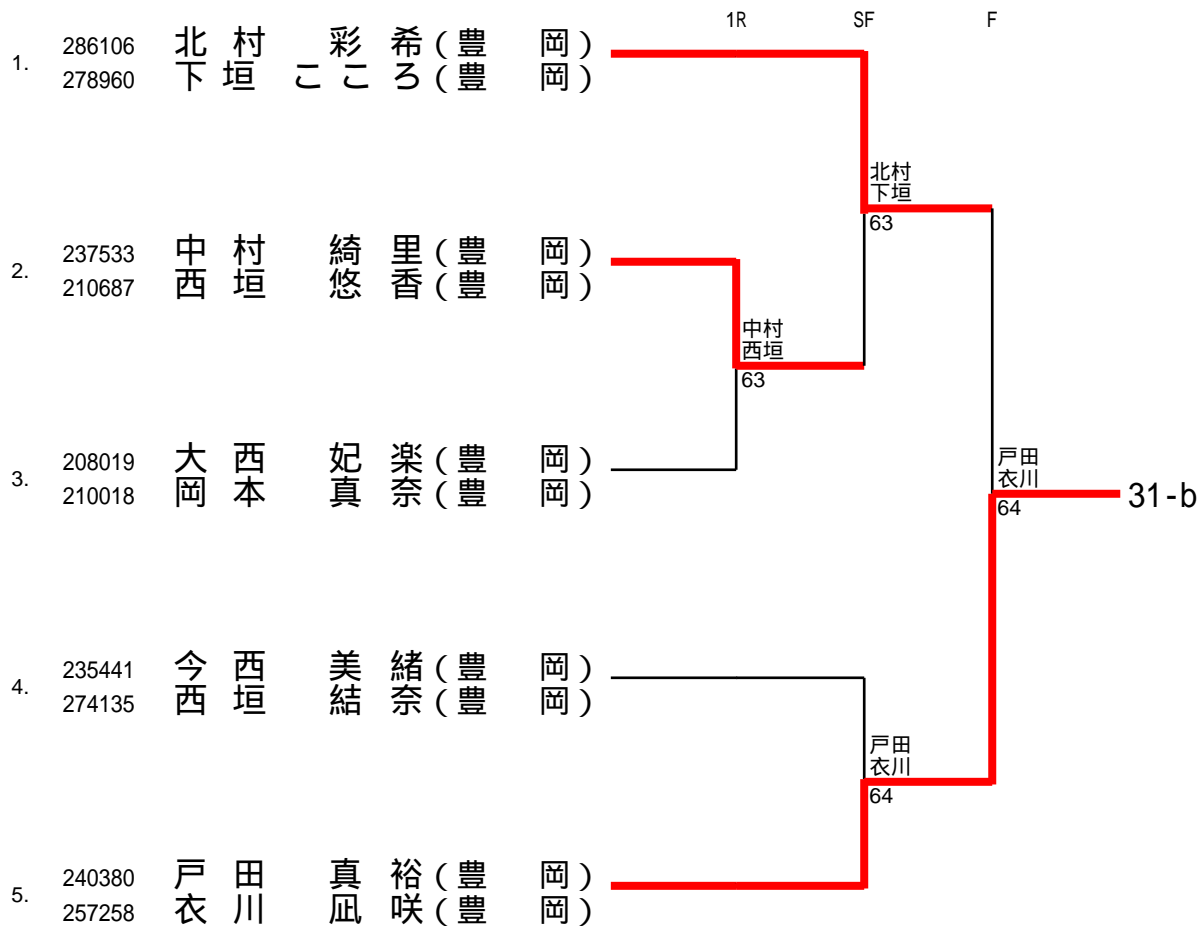 1R SF F
1. 286106 北村 彩希(豊 岡)
278960 下垣 こころ(豊 岡)
北村
下垣
63
2. 237533 中村 綺里(豊 岡)
210687 西垣 悠香(豊 岡)
中村
西垣
63
3. 208019 大西 妃楽(豊 岡)
210018 岡本 真奈(豊 岡)
戸田
衣川
64
31-b
4. 235441 今西 美緒(豊 岡)
274135 西垣 結奈(豊 岡)
戸田
衣川
64
5. 240380 戸田 真裕(豊 岡)
257258 衣川 凪咲(豊 岡)